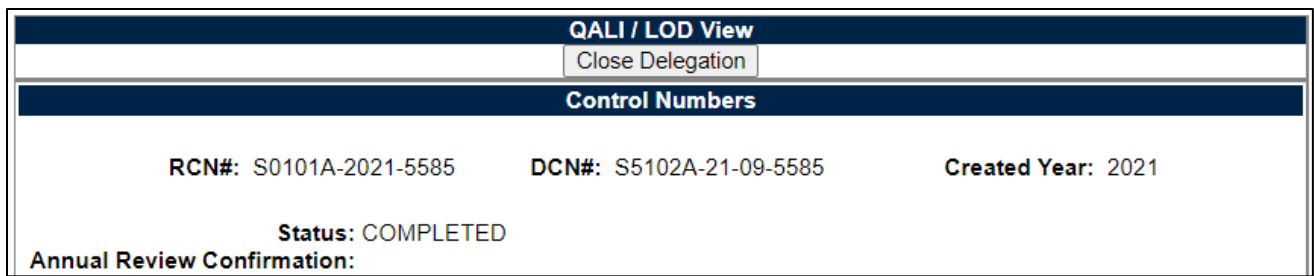 QALI / LOD View
Close Delegation
Control Numbers
RCN#: S0101A-2021-5585 DCN#: S5102A-21-09-5585 Created Year: 2021
Status: COMPLETED
Annual Review Confirmation: